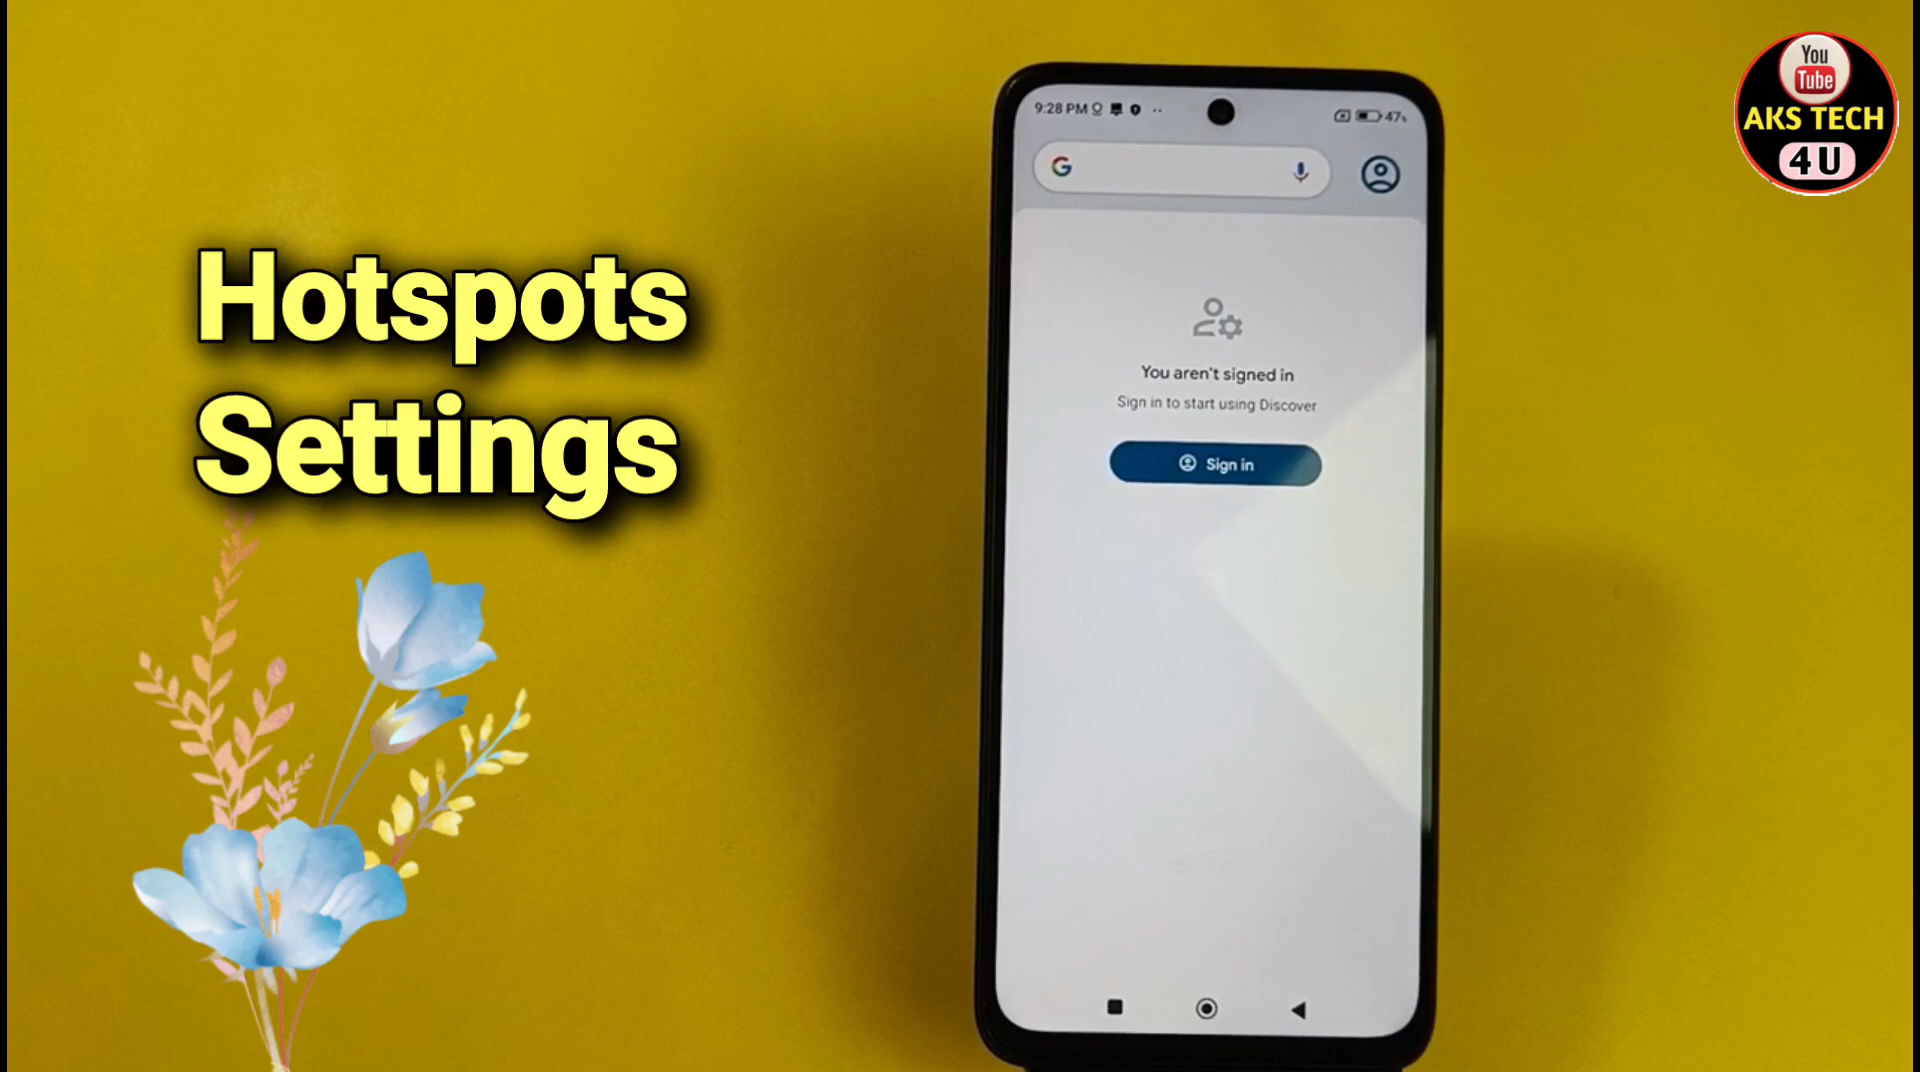 You
Tube
AKS TECH
4U
9:28 PM
47%
Hotspots
Settings
You aren't signed in
Sign in to start using Discover
Sign in